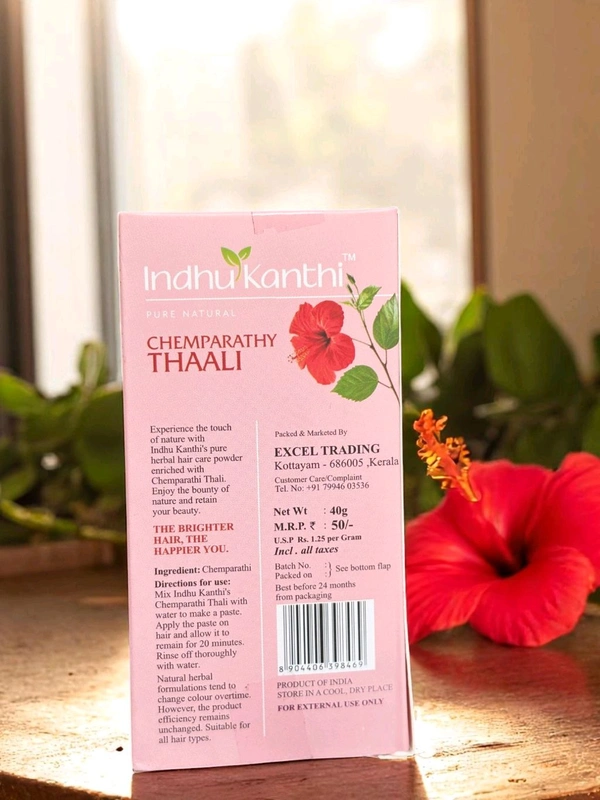 Indhu Kanthi™
PURE NATURAL
CHEMPARATHY
THAALI
Experience the touch
of nature with
Indhu Kanthi's pure
herbal hair care powder
enriched with
Chemparathi Thali.
Enjoy the bounty of
nature and retain
your beauty.
THE BRIGHTER
HAIR, THE
HAPPIER YOU.
Ingredient: Chemparathi
Directions for use:
Mix Indhu Kanthi's
Chemparathi Thali with
water to make a paste.
Apply the paste on
hair and allow it to
remain for 20 minutes.
Rinse off thoroughly
with water.
Natural herbal
formulations tend to
change colour overtime.
However, the product
efficiency remains
unchanged. Suitable for
all hair types.
Packed & Marketed By
EXCEL TRADING
Kottayam - 686005 ,Kerala
Customer Care/Complaint
Tel. No: +91 79946 03536
Net Wt : 40g
M.R.P. ₹ : 50/-
U.S.P Rs. 1.25 per Gram
Incl . all taxes
Batch No. :} See bottom flap
Packed on :
Best before 24 months
from packaging
8 904406 398469
PRODUCT OF INDIA
STORE IN A COOL, DRY PLACE
FOR EXTERNAL USE ONLY